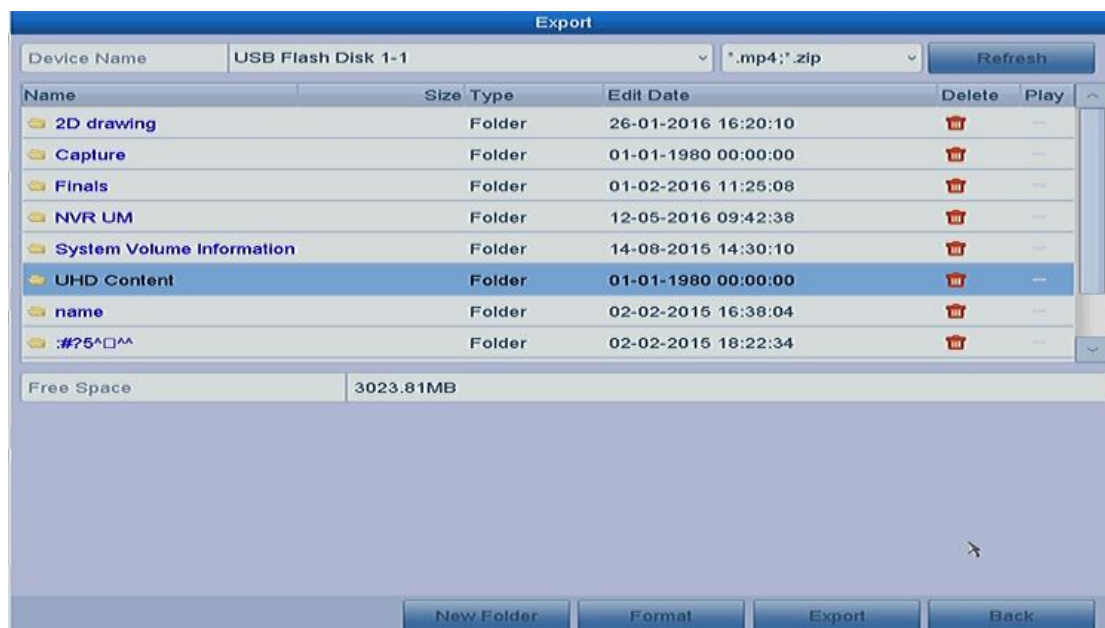 Export
Device Name USB Flash Disk 1-1 *.mp4;*.zip Refresh
Name Size Type Edit Date Delete Play
2D drawing Folder 26-01-2016 16:20:10
Capture Folder 01-01-1980 00:00:00
Finals Folder 01-02-2016 11:25:08
NVR UM Folder 12-05-2016 09:42:38
System Volume Information Folder 14-08-2015 14:30:10
UHD Content Folder 01-01-1980 00:00:00
name Folder 02-02-2015 16:38:04
:#?5^□^^ Folder 02-02-2015 18:22:34
Free Space 3023.81MB
New Folder Format Export Back